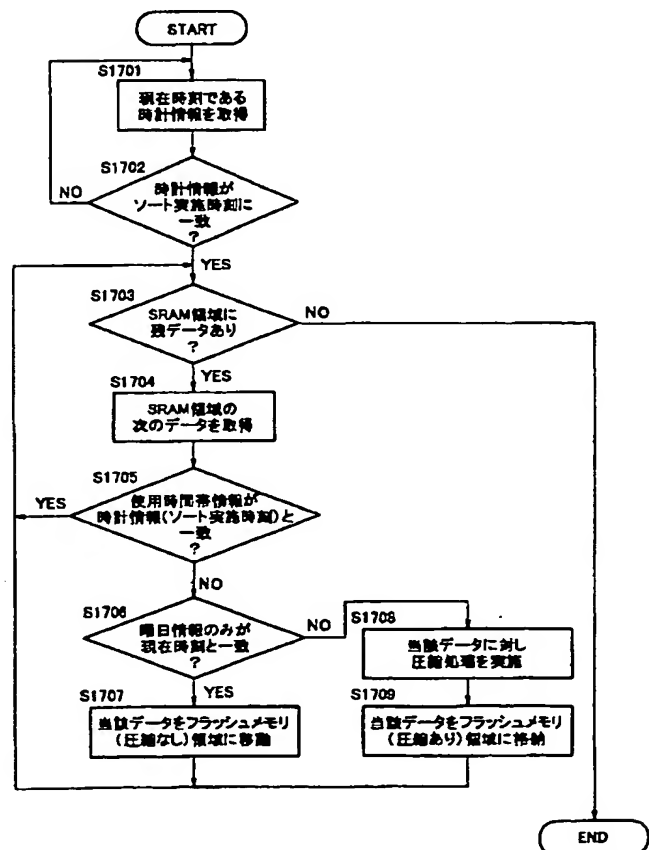 START
S1701
現在時刻である
時計情報を取得
S1702
NO
時計情報が
ソート実施時刻に
一致
?
YES
S1703
SRAM領域に
残データあり
?
NO
YES
S1704
SRAM領域の
次のデータを取得
S1705
YES
使用時間帯情報が
時計情報(ソート実施時刻)と
一致
?
NO
S1706
曜日情報のみが
現在時刻と一致
?
NO
YES
S1708
当該データに対し
圧縮処理を実施
S1707
当該データをフラッシュメモリ
(圧縮なし)領域に移動
S1709
当該データをフラッシュメモリ
(圧縮あり)領域に格納
END